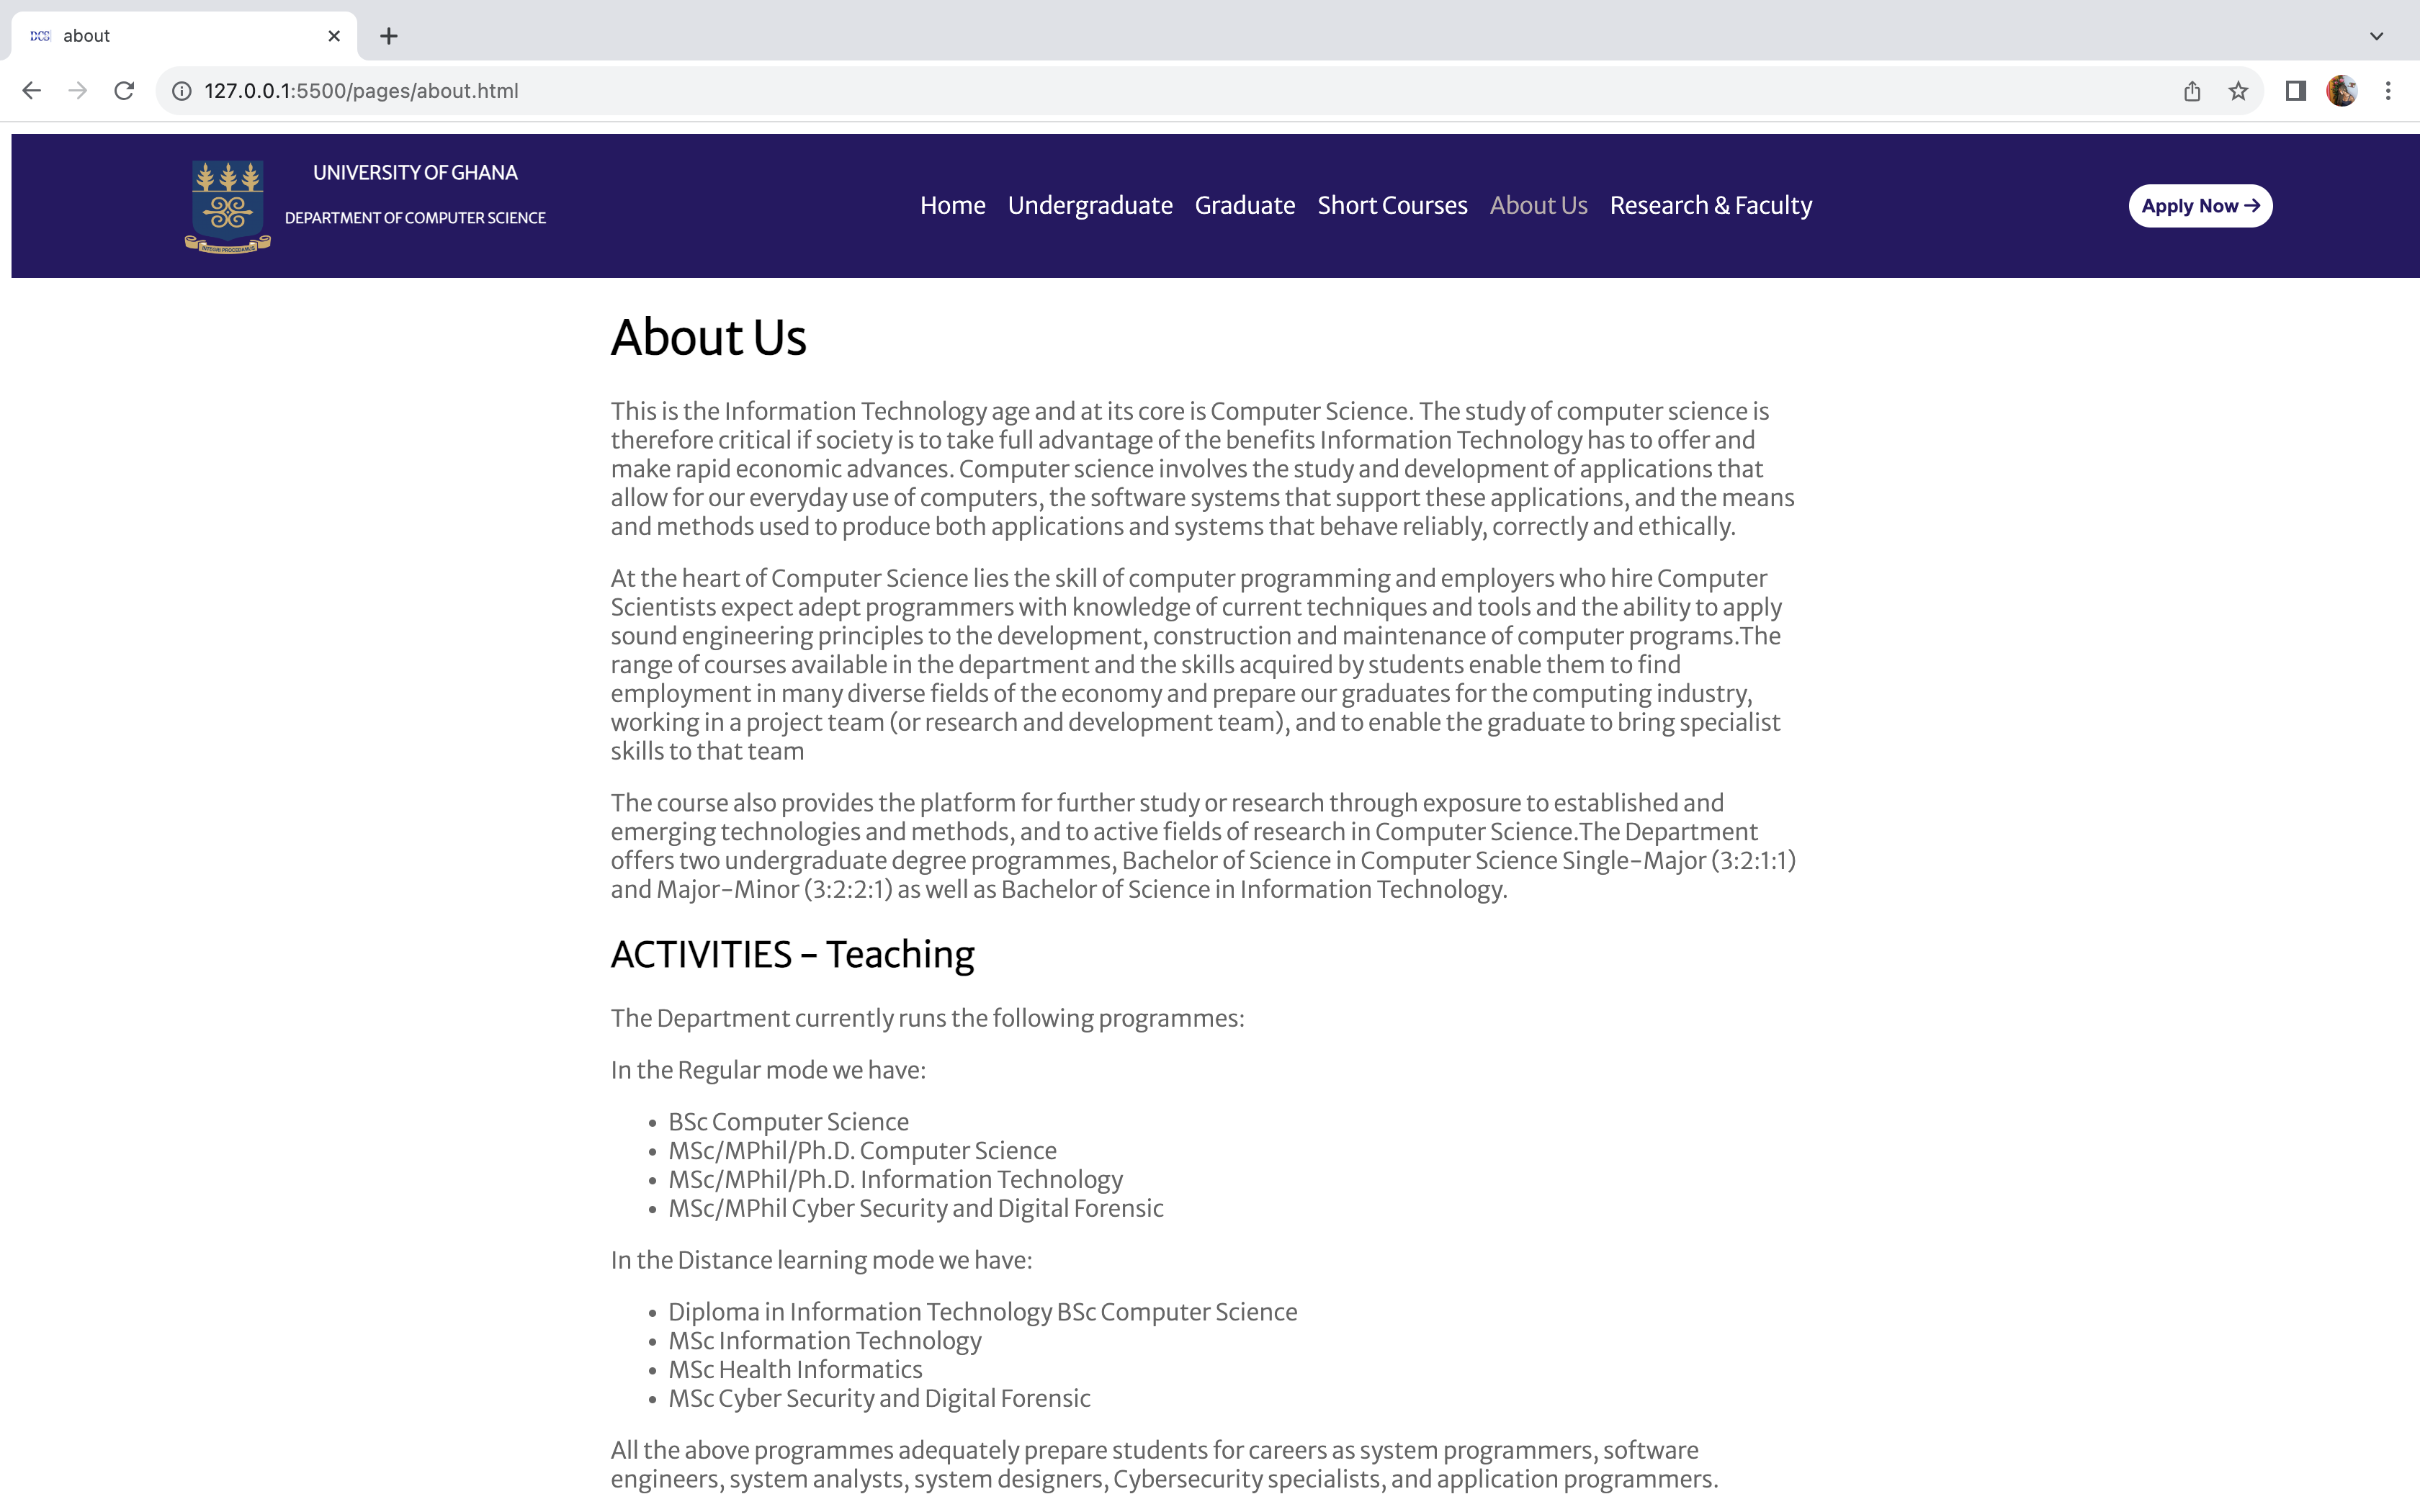 DCS about
127.0.0.1:5500/pages/about.html
UNIVERSITY OF GHANA
DEPARTMENT OF COMPUTER SCIENCE
INTEGRI PROCEDAMUS
Home Undergraduate Graduate Short Courses About Us Research & Faculty
Apply Now →
About Us
This is the Information Technology age and at its core is Computer Science. The study of computer science is
therefore critical if society is to take full advantage of the benefits Information Technology has to offer and
make rapid economic advances. Computer science involves the study and development of applications that
allow for our everyday use of computers, the software systems that support these applications, and the means
and methods used to produce both applications and systems that behave reliably, correctly and ethically.
At the heart of Computer Science lies the skill of computer programming and employers who hire Computer
Scientists expect adept programmers with knowledge of current techniques and tools and the ability to apply
sound engineering principles to the development, construction and maintenance of computer programs.The
range of courses available in the department and the skills acquired by students enable them to find
employment in many diverse fields of the economy and prepare our graduates for the computing industry,
working in a project team (or research and development team), and to enable the graduate to bring specialist
skills to that team
The course also provides the platform for further study or research through exposure to established and
emerging technologies and methods, and to active fields of research in Computer Science.The Department
offers two undergraduate degree programmes, Bachelor of Science in Computer Science Single-Major (3:2:1:1)
and Major-Minor (3:2:2:1) as well as Bachelor of Science in Information Technology.
ACTIVITIES - Teaching
The Department currently runs the following programmes:
In the Regular mode we have:
• BSc Computer Science
• MSc/MPhil/Ph.D. Computer Science
• MSc/MPhil/Ph.D. Information Technology
• MSc/MPhil Cyber Security and Digital Forensic
In the Distance learning mode we have:
• Diploma in Information Technology BSc Computer Science
• MSc Information Technology
• MSc Health Informatics
• MSc Cyber Security and Digital Forensic
All the above programmes adequately prepare students for careers as system programmers, software
engineers, system analysts, system designers, Cybersecurity specialists, and application programmers.